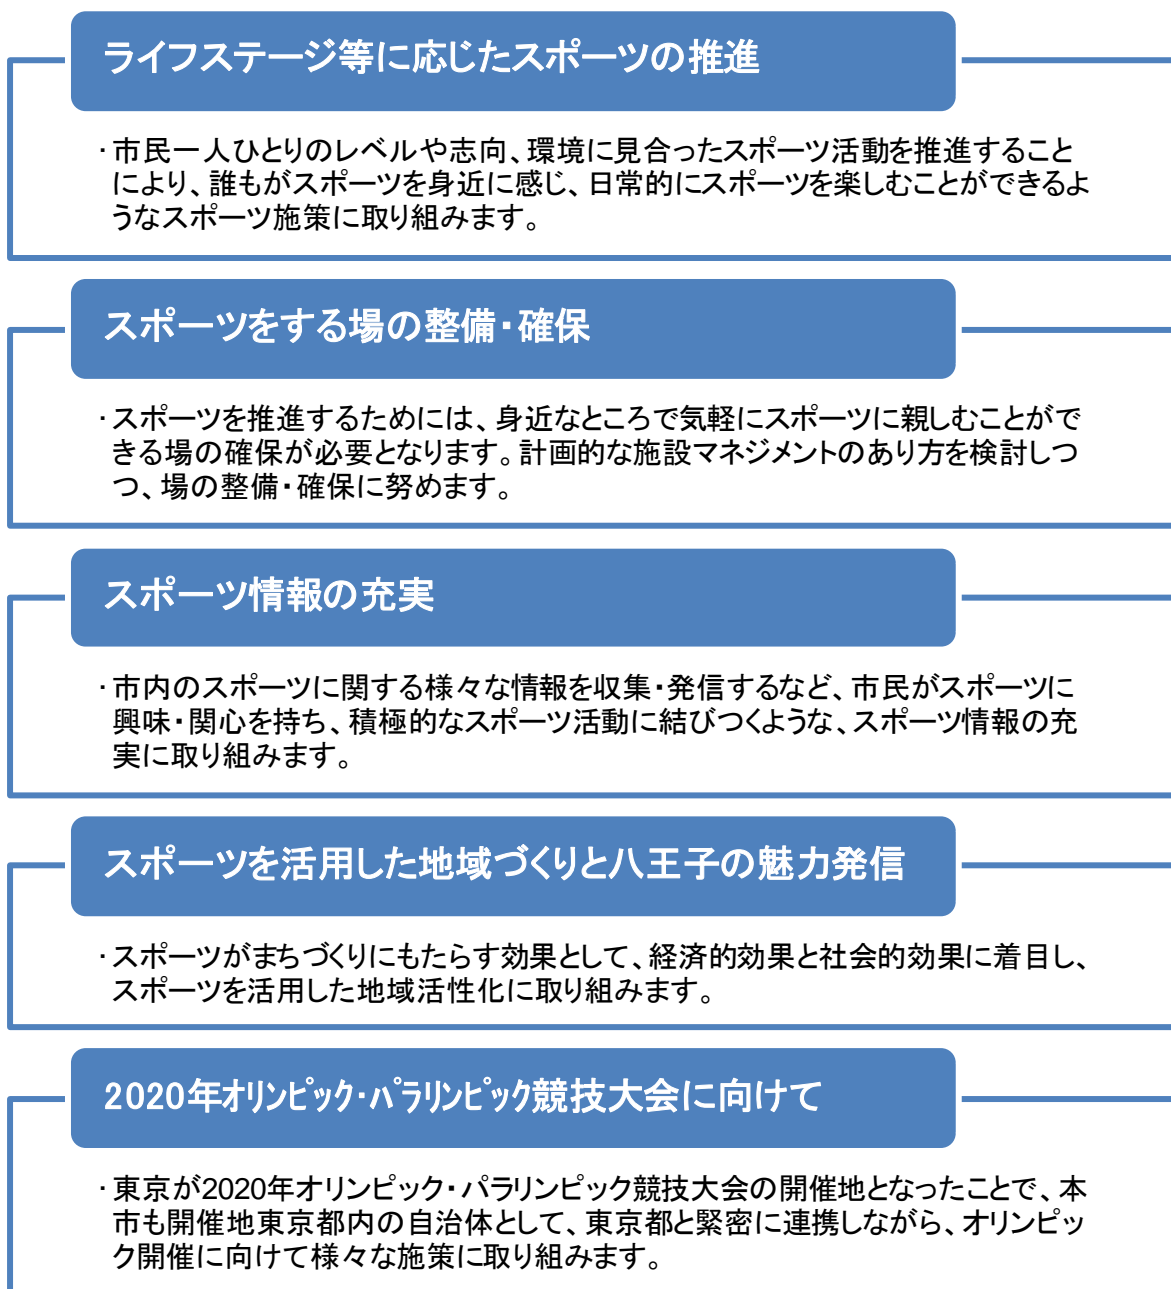 ライフステージ等に応じたスポーツの推進
・市民一人ひとりのレベルや志向、環境に見合ったスポーツ活動を推進すること
により、誰もがスポーツを身近に感じ、日常的にスポーツを楽しむことができるよ
うなスポーツ施策に取り組みます。
スポーツをする場の整備・確保
・スポーツを推進するためには、身近なところで気軽にスポーツに親しむことがで
きる場の確保が必要となります。計画的な施設マネジメントのあり方を検討しつ
つ、場の整備・確保に努めます。
スポーツ情報の充実
・市内のスポーツに関する様々な情報を収集・発信するなど、市民がスポーツに
興味・関心を持ち、積極的なスポーツ活動に結びつくような、スポーツ情報の充
実に取り組みます。
スポーツを活用した地域づくりと八王子の魅力発信
・スポーツがまちづくりにもたらす効果として、経済的効果と社会的効果に着目し、
スポーツを活用した地域活性化に取り組みます。
2020年ｵﾘﾝﾋﾟｯｸ・ﾊﾟﾗﾘﾝﾋﾟｯｸ競技大会に向けて
・東京が2020年オリンピック・パラリンピック競技大会の開催地となったことで、本
市も開催地東京都内の自治体として、東京都と緊密に連携しながら、オリンピッ
ク開催に向けて様々な施策に取り組みます。